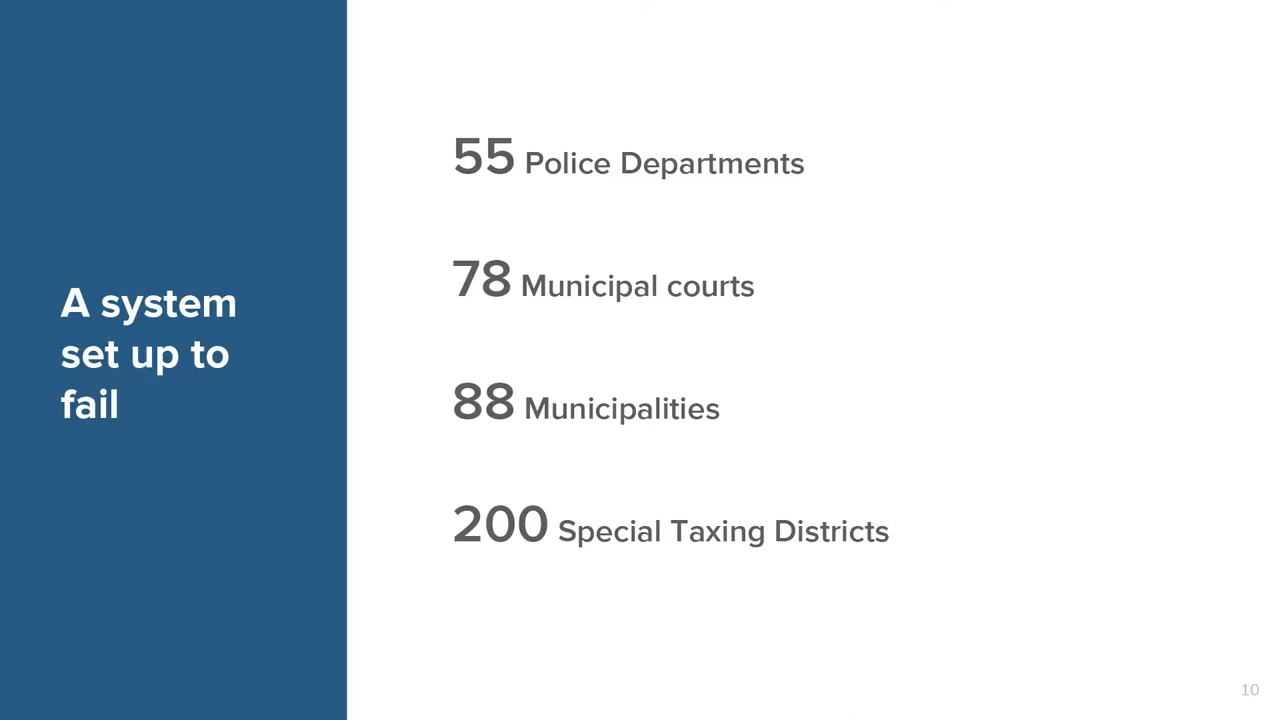 A system
set up to
fail
55 Police Departments
78 Municipal courts
88 Municipalities
200 Special Taxing Districts
10